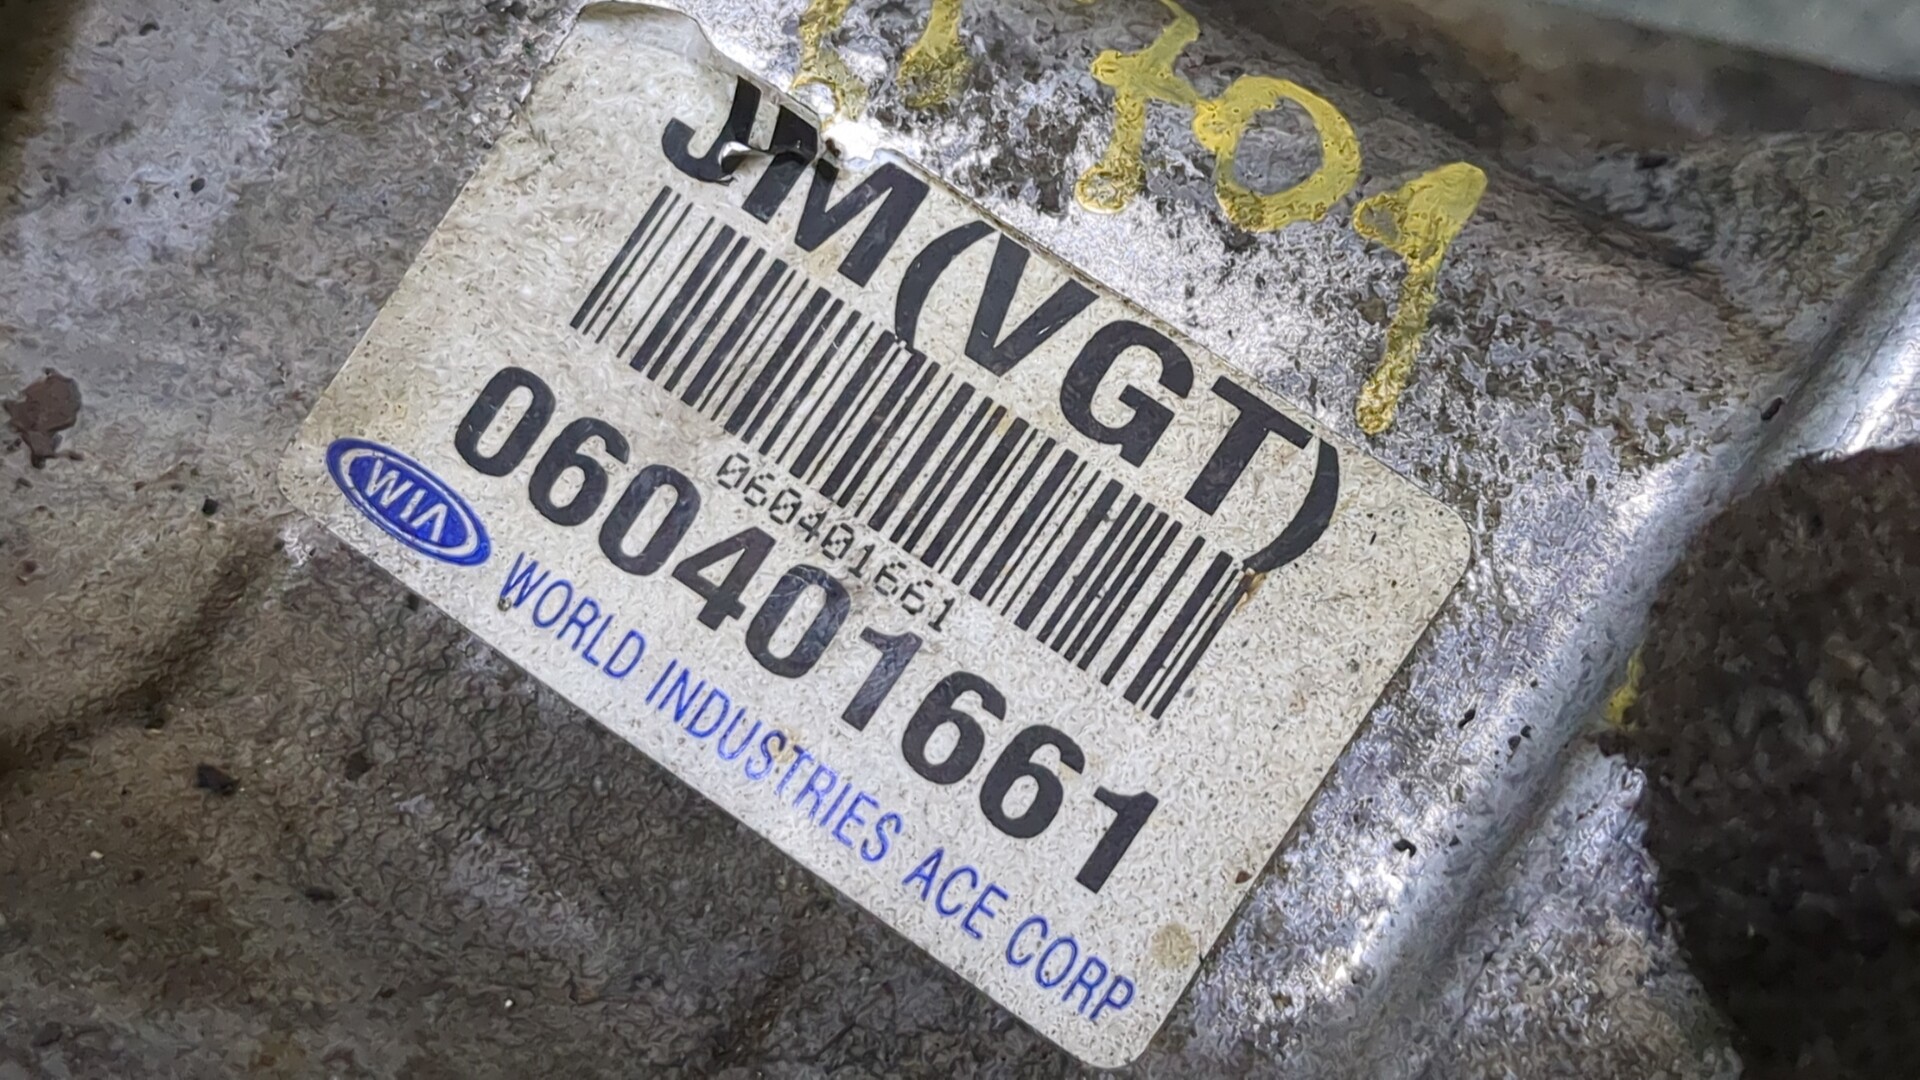 JM(VGT)
060401661
060401661
WIA
WORLD INDUSTRIES ACE CORP